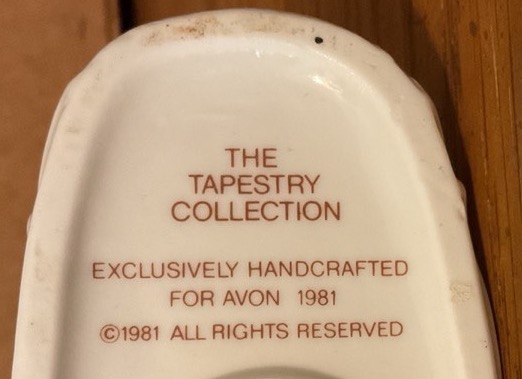 THE
TAPESTRY
COLLECTION
EXCLUSIVELY HANDCRAFTED
FOR AVON 1981
©1981 ALL RIGHTS RESERVED